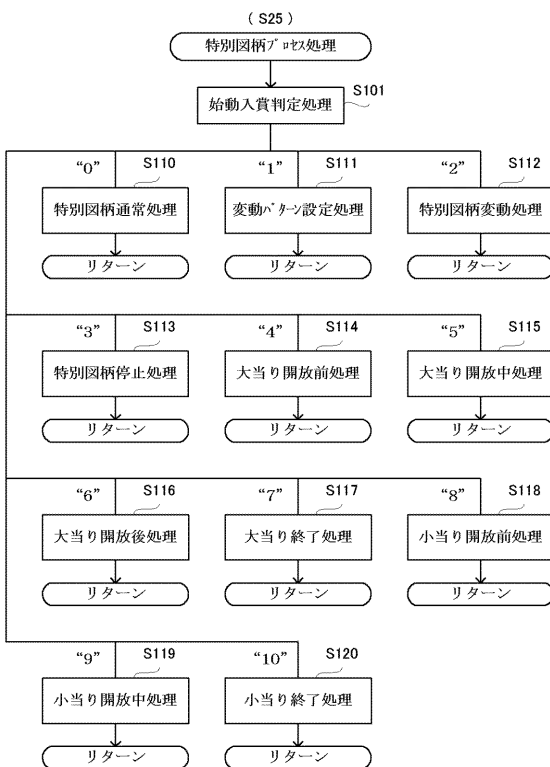 (S25)
特別図柄プロセス処理
S101
始動入賞判定処理
“0” S110 “1” S111 “2” S112
特別図柄通常処理 変動パターン設定処理 特別図柄変動処理
リターン リターン リターン
“3” S113 “4” S114 “5” S115
特別図柄停止処理 大当り開放前処理 大当り開放中処理
リターン リターン リターン
“6” S116 “7” S117 “8” S118
大当り開放後処理 大当り終了処理 小当り開放前処理
リターン リターン リターン
“9” S119 “10” S120
小当り開放中処理 小当り終了処理
リターン リターン